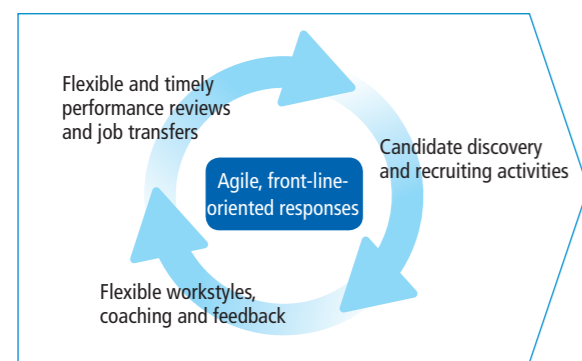 Flexible and timely
performance reviews
and job transfers
Candidate discovery
and recruiting activities
Agile, front-line-
oriented responses
Flexible workstyles,
coaching and feedback